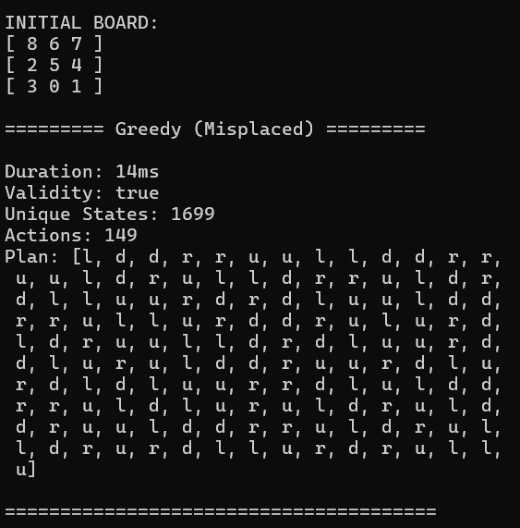 INITIAL BOARD:
[ 8 6 7 ]
[ 2 5 4 ]
[ 3 0 1 ]
========= Greedy (Misplaced) =========
Duration: 14ms
Validity: true
Unique States: 1699
Actions: 149
Plan: [l, d, d, r, r, u, u, l, l, d, d, r, r,
u, u, l, d, r, u, l, l, d, r, r, u, l, d, r,
d, l, l, u, u, r, d, r, d, l, u, u, l, d, d,
r, r, u, l, l, u, r, d, d, r, u, l, u, r, d,
l, d, r, u, u, l, l, d, r, d, l, u, u, r, d,
d, l, u, r, u, l, d, d, r, u, u, r, d, l, u,
r, d, l, d, l, u, u, r, r, d, l, u, l, d, d,
r, r, u, l, d, l, u, r, u, l, d, r, u, l, d,
d, r, u, u, l, d, d, r, r, u, l, d, r, u, l,
l, d, r, u, r, d, l, l, u, r, d, r, u, l, l,
u]
======================================